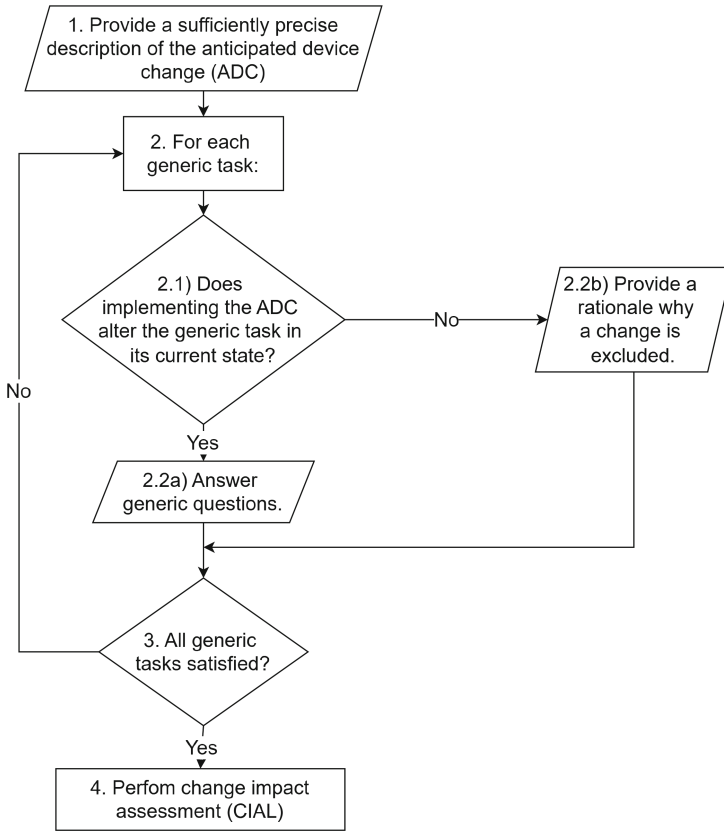 1. Provide a sufficiently precise
description of the anticipated device
change (ADC)
2. For each
generic task:
2.1) Does
implementing the ADC
alter the generic task in
its current state?
No
2.2b) Provide a
rationale why
a change is
excluded.
No
Yes
2.2a) Answer
generic questions.
3. All generic
tasks satisfied?
Yes
4. Perfom change impact
assessment (CIAL)